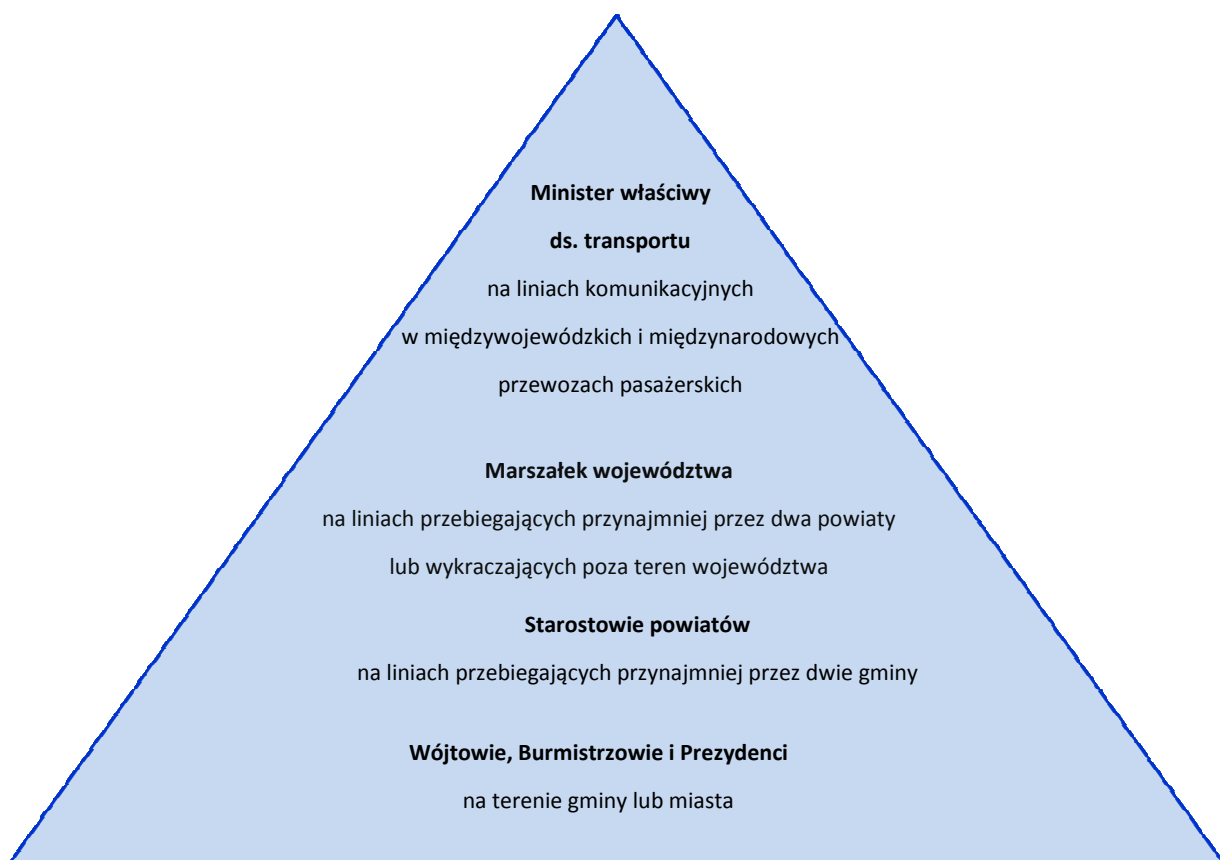 Minister właściwy
ds. transportu
na liniach komunikacyjnych
w międzywojewódzkich i międzynarodowych
przewozach pasażerskich
Marszałek województwa
na liniach przebiegających przynajmniej przez dwa powiaty
lub wykraczających poza teren województwa
Starostowie powiatów
na liniach przebiegających przynajmniej przez dwie gminy
Wójtowie, Burmistrzowie i Prezydenci
na terenie gminy lub miasta